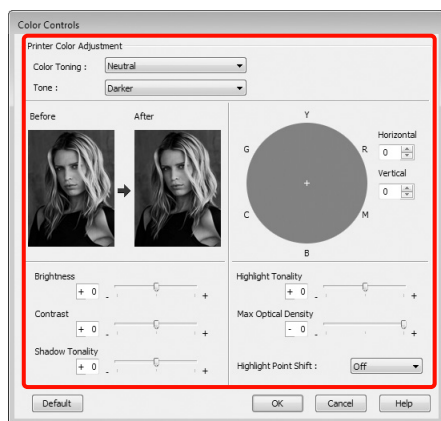 Color Controls
Printer Color Adjustment
Color Toning : Neutral
Tone : Darker
Before After
Y
G R
C M
B
Horizontal
0
Vertical
0
Brightness
+ 0 - +
Contrast
+ 0 - +
Shadow Tonality
+ 0 - +
Highlight Tonality
+ 0 - +
Max Optical Density
- 0 - +
Highlight Point Shift : Off
Default OK Cancel Help